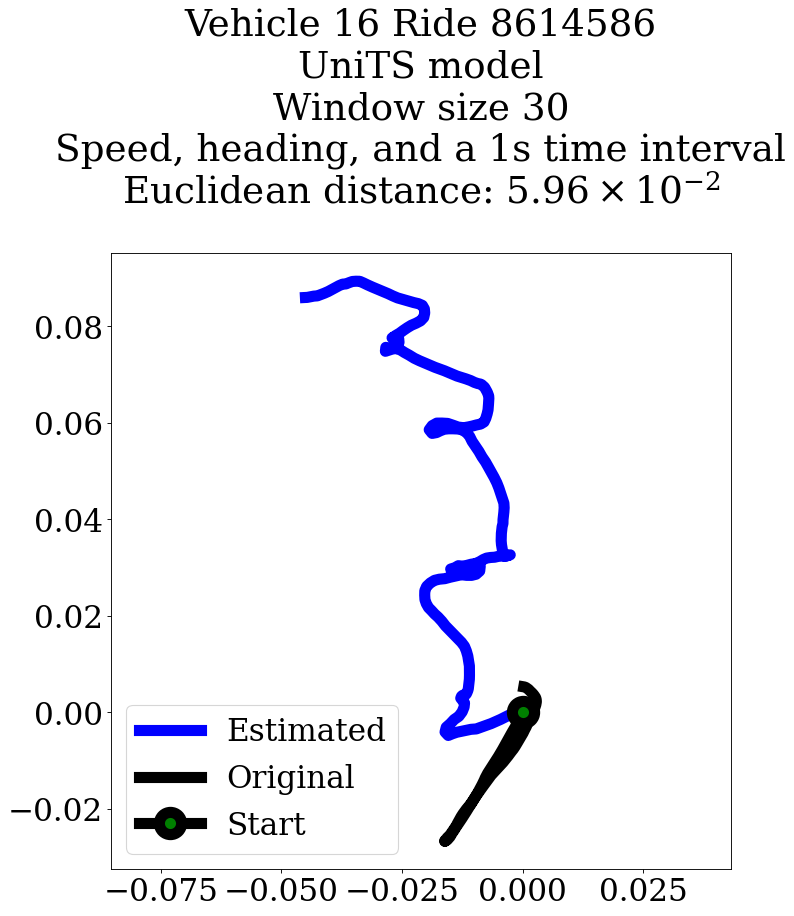 Vehicle 16 Ride 8614586
UniTS model
Window size 30
Speed, heading, and a 1s time interval
Euclidean distance: 5.96 × 10⁻²
0.08
0.06
0.04
0.02
0.00
−0.02
Estimated
Original
Start
−0.075 −0.050 −0.025 0.000 0.025